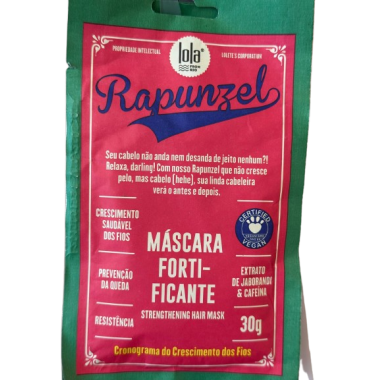 PROPRIEDADE INTELECTUAL
lola
FROM RIO
LOLETE'S CORPORATION
Rapunzel
Seu cabelo não anda nem desanda de jeito nenhum?!
Relaxa, darling! Com nosso Rapunzel que não cresce
pelo, mas cabelo (hehe), sua linda cabeleira
verá o antes e depois.
CRESCIMENTO
SAUDÁVEL
DOS FIOS
PREVENÇÃO
DA QUEDA
RESISTÊNCIA
MÁSCARA
FORTI-
FICANTE
STRENGTHENING HAIR MASK
CERTIFIED
VEGAN
EXTRATO
DE JABORANDI
& CAFEÍNA
30g
Cronograma do Crescimento dos Fios